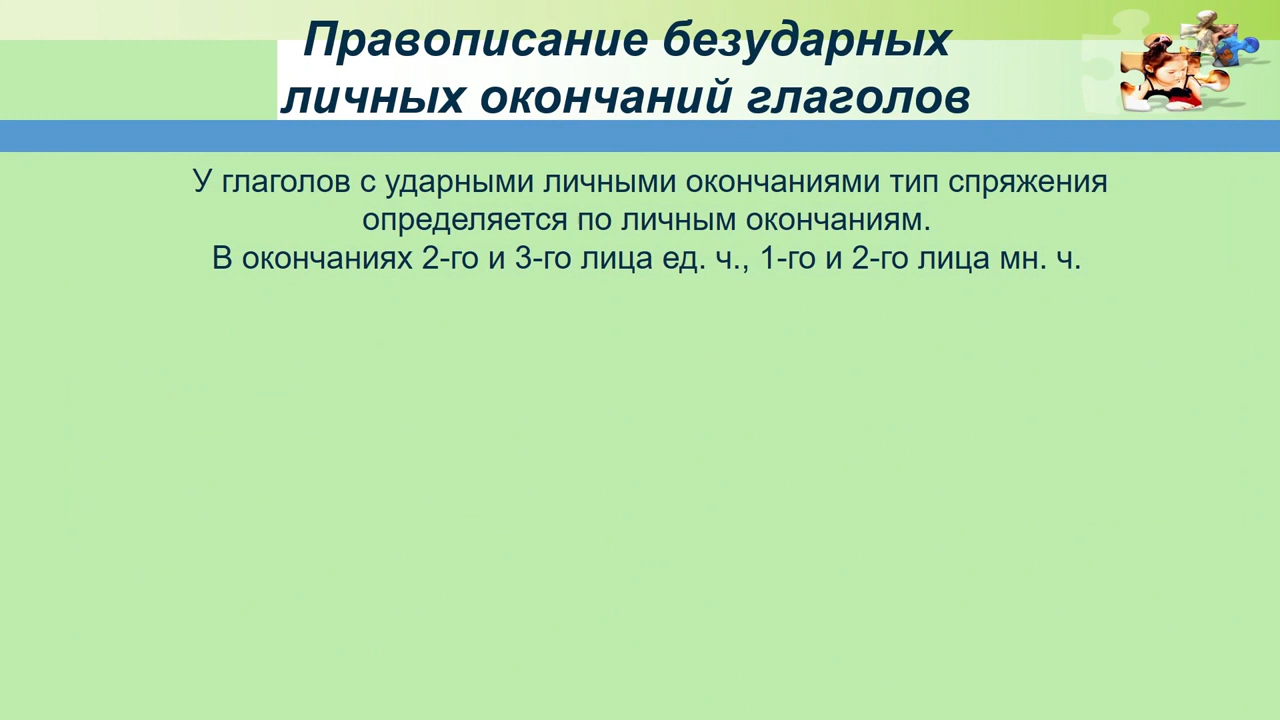 Правописание безударных
личных окончаний глаголов
У глаголов с ударными личными окончаниями тип спряжения
определяется по личным окончаниям.
В окончаниях 2-го и 3-го лица ед. ч., 1-го и 2-го лица мн. ч.